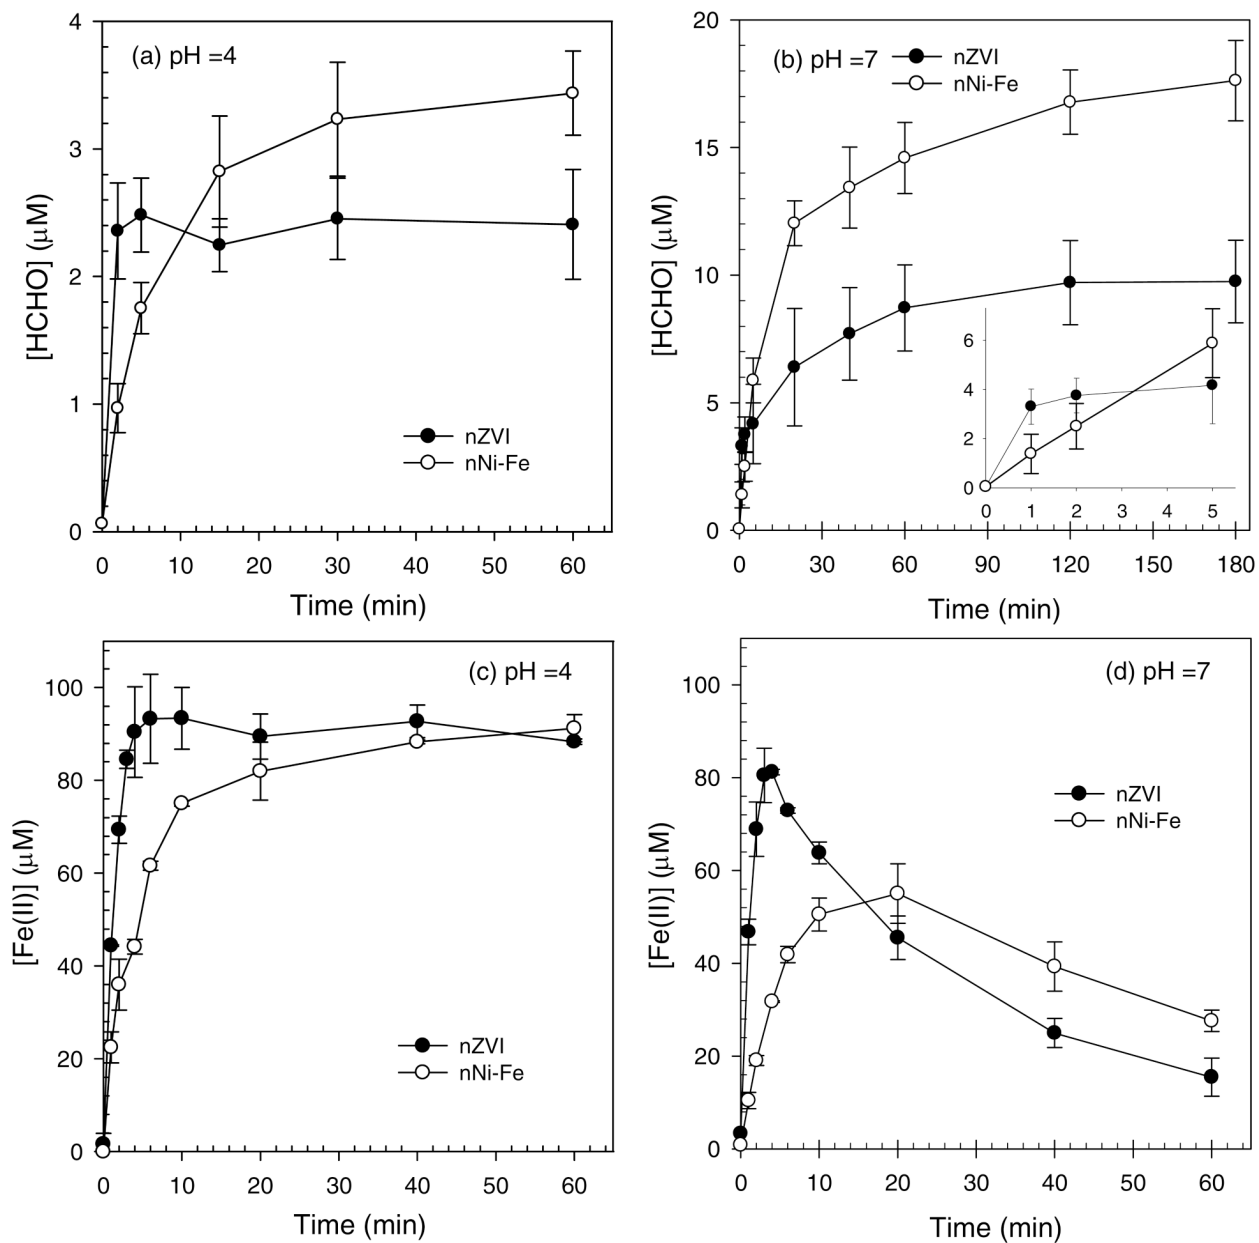 (a) pH =4
4
3
2
1
0
[HCHO] (μM)
nZVI
nNi-Fe
0 10 20 30 40 50 60
Time (min)
(b) pH =7
nZVI
nNi-Fe
20
15
10
5
0
[HCHO] (μM)
6
4
2
0
0 1 2 3 4 5
0 30 60 90 120 150 180
Time (min)
(c) pH =4
100
80
60
40
20
0
[Fe(II)] (μM)
nZVI
nNi-Fe
0 10 20 30 40 50 60
Time (min)
(d) pH =7
100
80
60
40
20
0
[Fe(II)] (μM)
nZVI
nNi-Fe
0 10 20 30 40 50 60
Time (min)